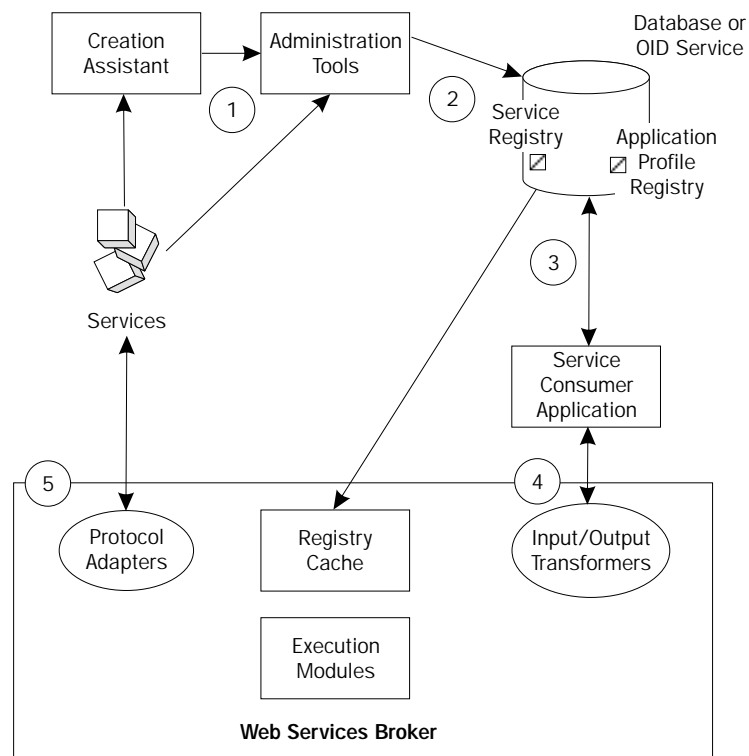 Creation
Assistant
Administration
Tools
Database or
OID Service
1
2
Service
Registry
Application
Profile
Registry
3
Services
Service
Consumer
Application
5
4
Protocol
Adapters
Registry
Cache
Input/Output
Transformers
Execution
Modules
Web Services Broker